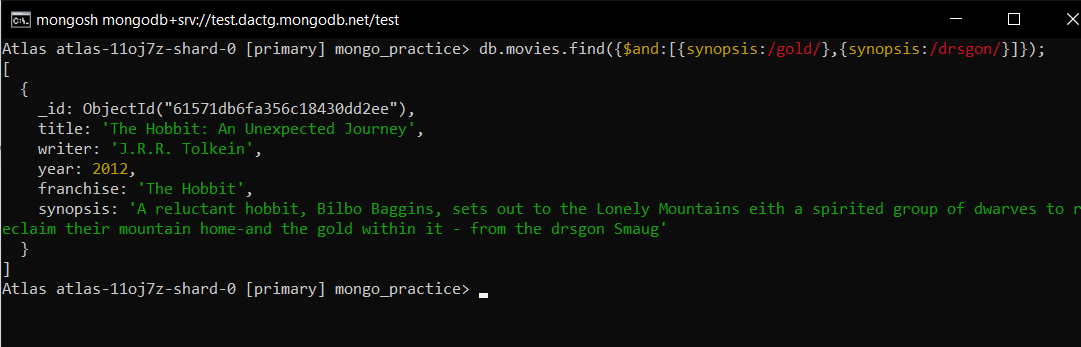 mongosh mongodb+srv://test.dactg.mongodb.net/test
Atlas atlas-11oj7z-shard-0 [primary] mongo_practice> db.movies.find({$and:[{synopsis:/gold/},{synopsis:/drsgon/}]});
[
  {
    _id: ObjectId("61571db6fa356c18430dd2ee"),
    title: 'The Hobbit: An Unexpected Journey',
    writer: 'J.R.R. Tolkein',
    year: 2012,
    franchise: 'The Hobbit',
    synopsis: 'A reluctant hobbit, Bilbo Baggins, sets out to the Lonely Mountains eith a spirited group of dwarves to r
eclaim their mountain home-and the gold within it - from the drsgon Smaug'
  }
]
Atlas atlas-11oj7z-shard-0 [primary] mongo_practice>